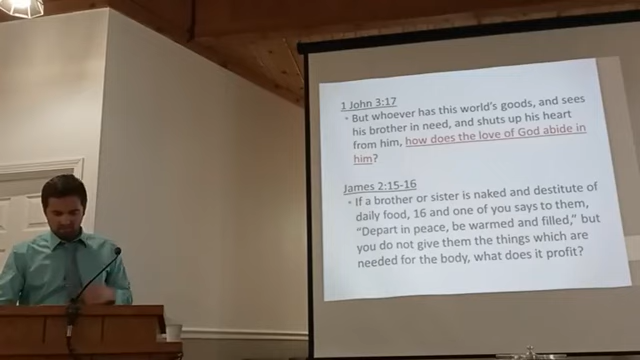 1 John 3:17
• But whoever has this world's goods, and sees
his brother in need, and shuts up his heart
from him, how does the love of God abide in
him?
James 2:15-16
• If a brother or sister is naked and destitute of
daily food, 16 and one of you says to them,
"Depart in peace, be warmed and filled," but
you do not give them the things which are
needed for the body, what does it profit?